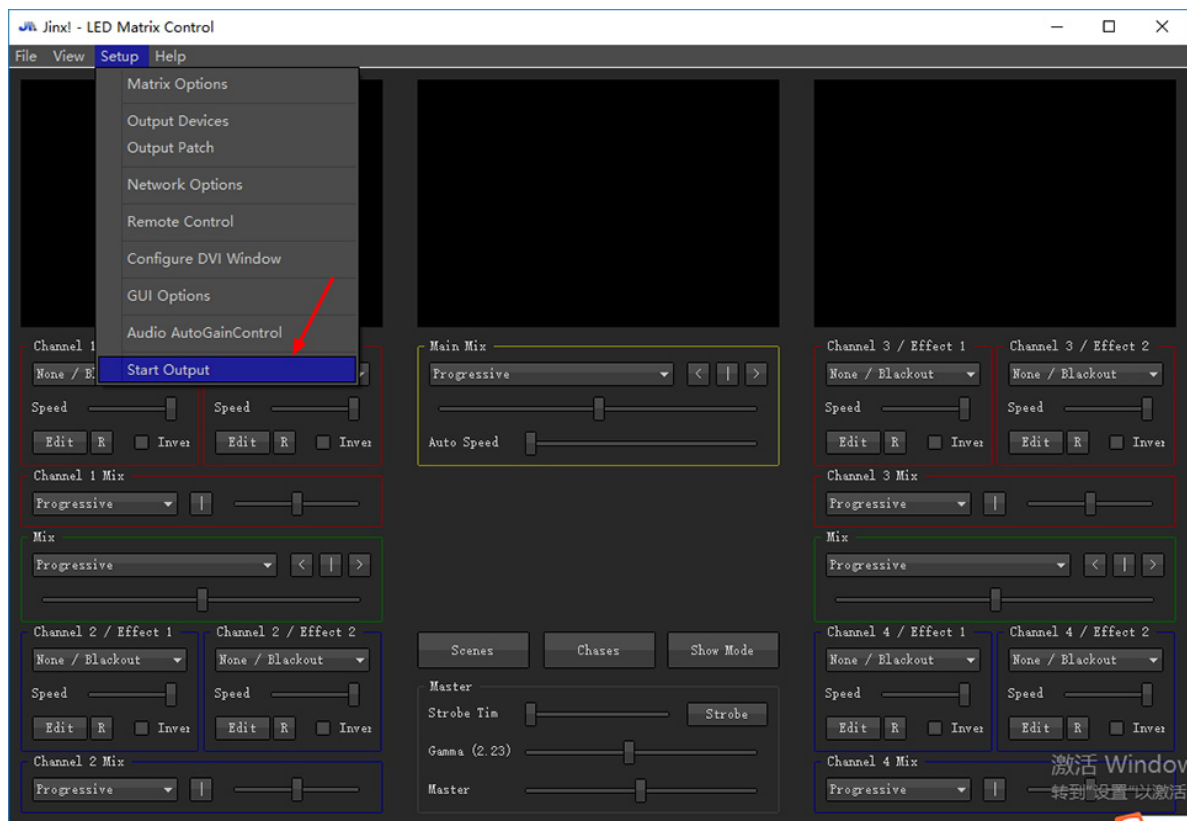 Jinx! - LED Matrix Control
File View Setup Help
Matrix Options
Output Devices
Output Patch
Network Options
Remote Control
Configure DVI Window
GUI Options
Audio AutoGainControl
Start Output
Channel 1
None / B
Speed
Speed
Edit R Inver
Edit R Inver
Channel 1 Mix
Progressive |
Mix
Progressive < | >
Channel 2 / Effect 1
Channel 2 / Effect 2
None / Blackout
None / Blackout
Speed
Speed
Edit R Inver
Edit R Inver
Channel 2 Mix
Progressive |
Main Mix
Progressive < | >
Auto Speed
Scenes Chases Show Mode
Master
Strobe Tim Strobe
Gamma (2.23)
Master
Channel 3 / Effect 1
Channel 3 / Effect 2
None / Blackout
None / Blackout
Speed
Speed
Edit R Inver
Edit R Inver
Channel 3 Mix
Progressive |
Mix
Progressive < | >
Channel 4 / Effect 1
Channel 4 / Effect 2
None / Blackout
None / Blackout
Speed
Speed
Edit R Inver
Edit R Inver
Channel 4 Mix
Progressive |
激活 Window
转到"设置"以激活